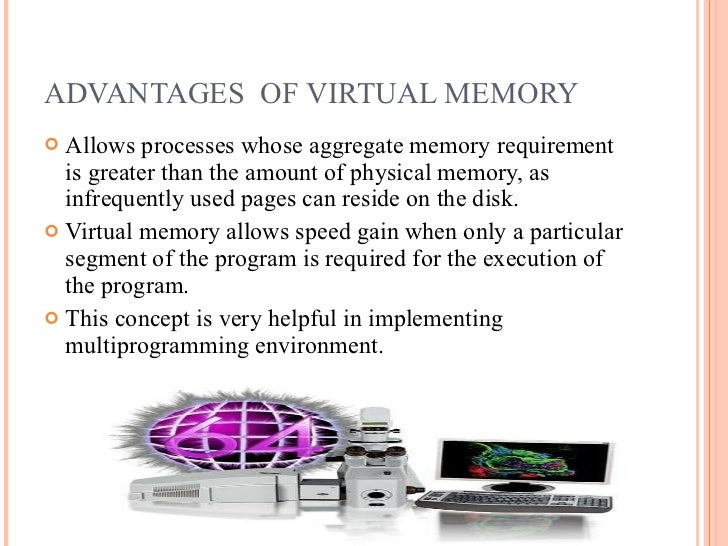 ADVANTAGES OF VIRTUAL MEMORY
Allows processes whose aggregate memory requirement
is greater than the amount of physical memory, as
infrequently used pages can reside on the disk.
Virtual memory allows speed gain when only a particular
segment of the program is required for the execution of
the program.
This concept is very helpful in implementing
multiprogramming environment.
64